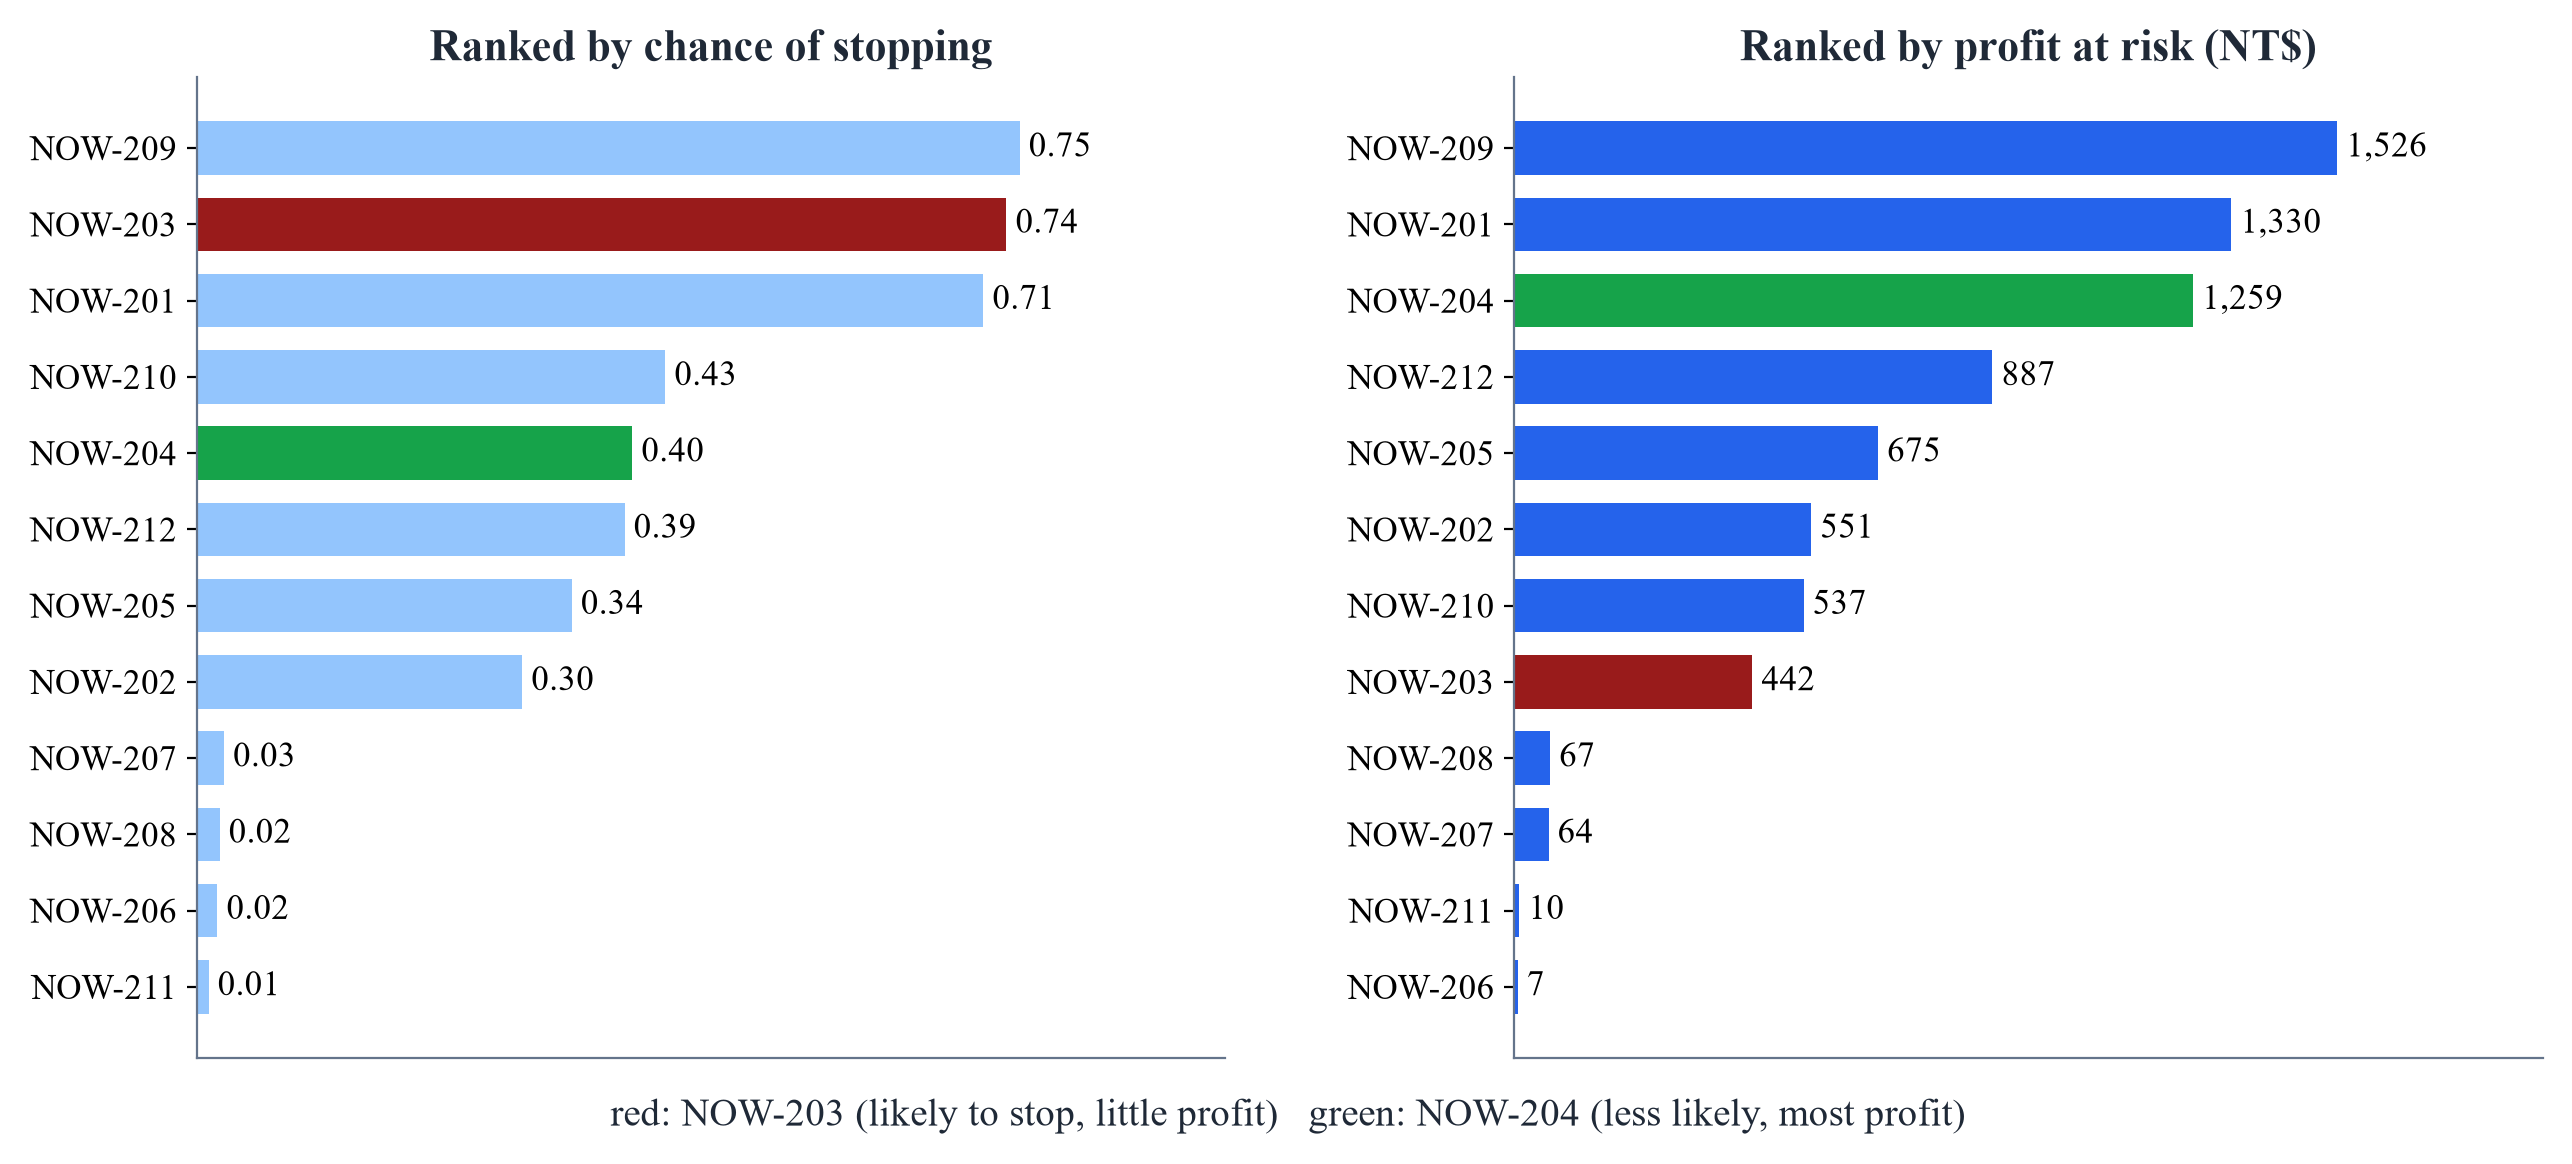 Ranked by chance of stopping
NOW-209 0.75
NOW-203 0.74
NOW-201 0.71
NOW-210 0.43
NOW-204 0.40
NOW-212 0.39
NOW-205 0.34
NOW-202 0.30
NOW-207 0.03
NOW-208 0.02
NOW-206 0.02
NOW-211 0.01
Ranked by profit at risk (NT$)
NOW-209 1,526
NOW-201 1,330
NOW-204 1,259
NOW-212 887
NOW-205 675
NOW-202 551
NOW-210 537
NOW-203 442
NOW-208 67
NOW-207 64
NOW-211 10
NOW-206 7
red: NOW-203 (likely to stop, little profit) green: NOW-204 (less likely, most profit)